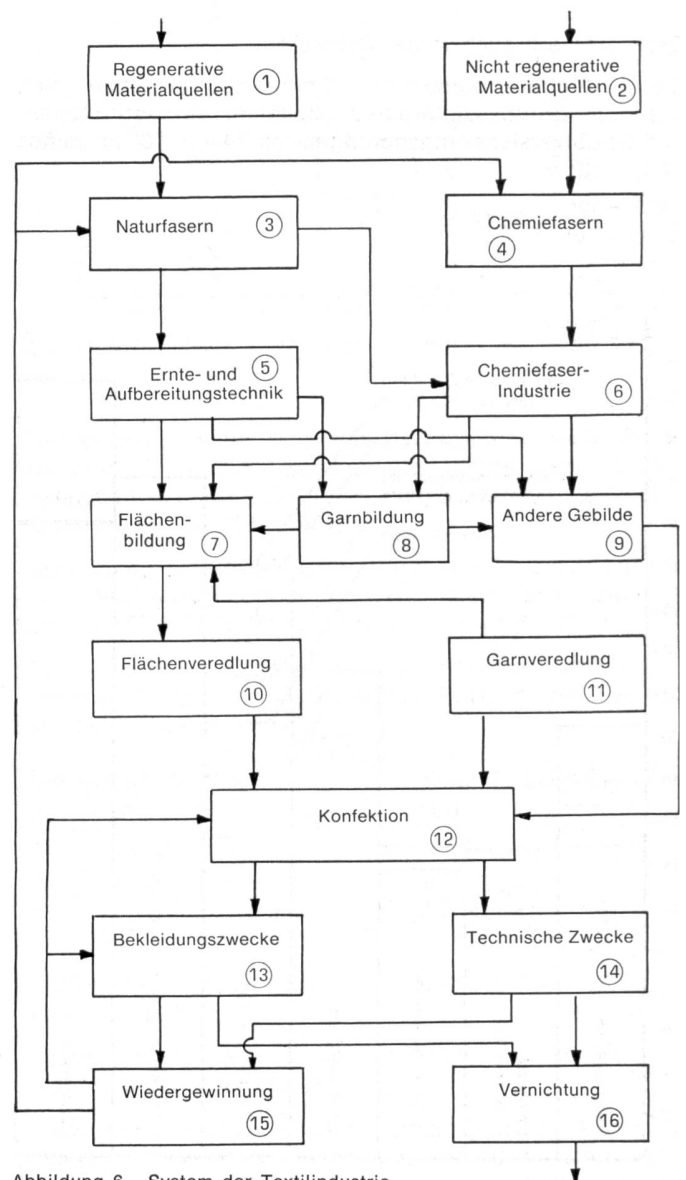 Regenerative
Materialquellen ①
Nicht regenerative
Materialquellen ②
Naturfasern ③
Chemiefasern
④
Ernte- und ⑤
Aufbereitungstechnik
Chemiefaser-
Industrie ⑥
Flächen-
bildung ⑦
Garnbildung
⑧
Andere Gebilde
⑨
Flächenveredlung
⑩
Garnveredlung
⑪
Konfektion
⑫
Bekleidungszwecke
⑬
Technische Zwecke
⑭
Wiedergewinnung
⑮
Vernichtung
⑯
Abbildung 6 System der Textilindustrie